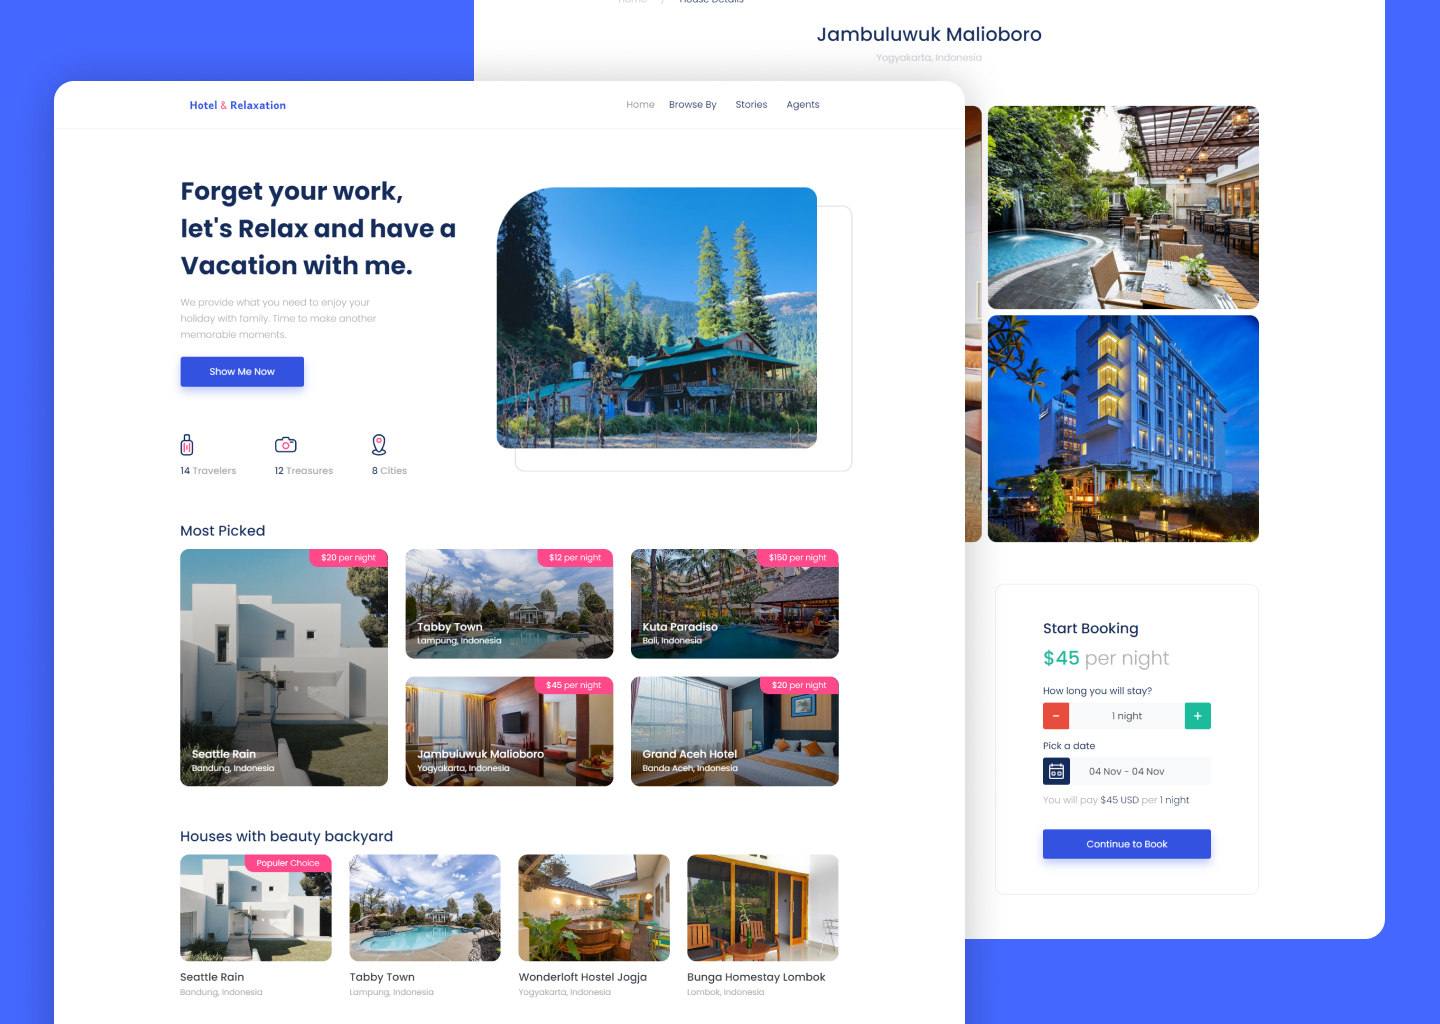 Home / House Details
Jambuluwuk Malioboro
Yogyakarta, Indonesia
Hotel & Relaxation
Home
Browse By
Stories
Agents
Forget your work,
let's Relax and have a
Vacation with me.
We provide what you need to enjoy your
holiday with family. Time to make another
memorable moments.
Show Me Now
14 Travelers
12 Treasures
8 Cities
Most Picked
$20 per night
Seattle Rain
Bandung, Indonesia
$12 per night
Tabby Town
Lampung, Indonesia
$150 per night
Kuta Paradiso
Bali, Indonesia
$45 per night
Jambuluwuk Malioboro
Yogyakarta, Indonesia
$20 per night
Grand Aceh Hotel
Banda Aceh, Indonesia
Houses with beauty backyard
Populer Choice
Seattle Rain
Bandung, Indonesia
Tabby Town
Lampung, Indonesia
Wonderloft Hostel Jogja
Yogyakarta, Indonesia
Bunga Homestay Lombok
Lombok, Indonesia
Start Booking
$45 per night
How long you will stay?
-
1 night
+
Pick a date
04 Nov - 04 Nov
You will pay $45 USD per 1 night
Continue to Book